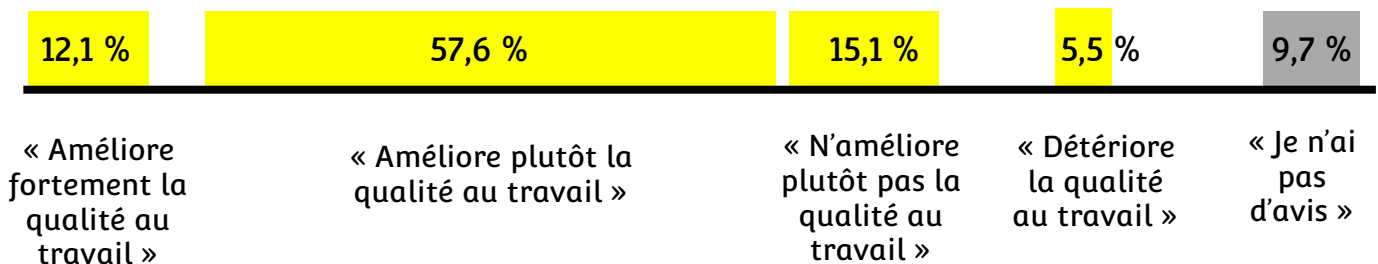 12,1 %
57,6 %
15,1 %
5,5 %
9,7 %
« Améliore
fortement la
qualité au
travail »
« Améliore plutôt la
qualité au travail »
« N’améliore
plutôt pas la
qualité au
travail »
« Détériore
la qualité
au travail »
« Je n’ai
pas
d’avis »